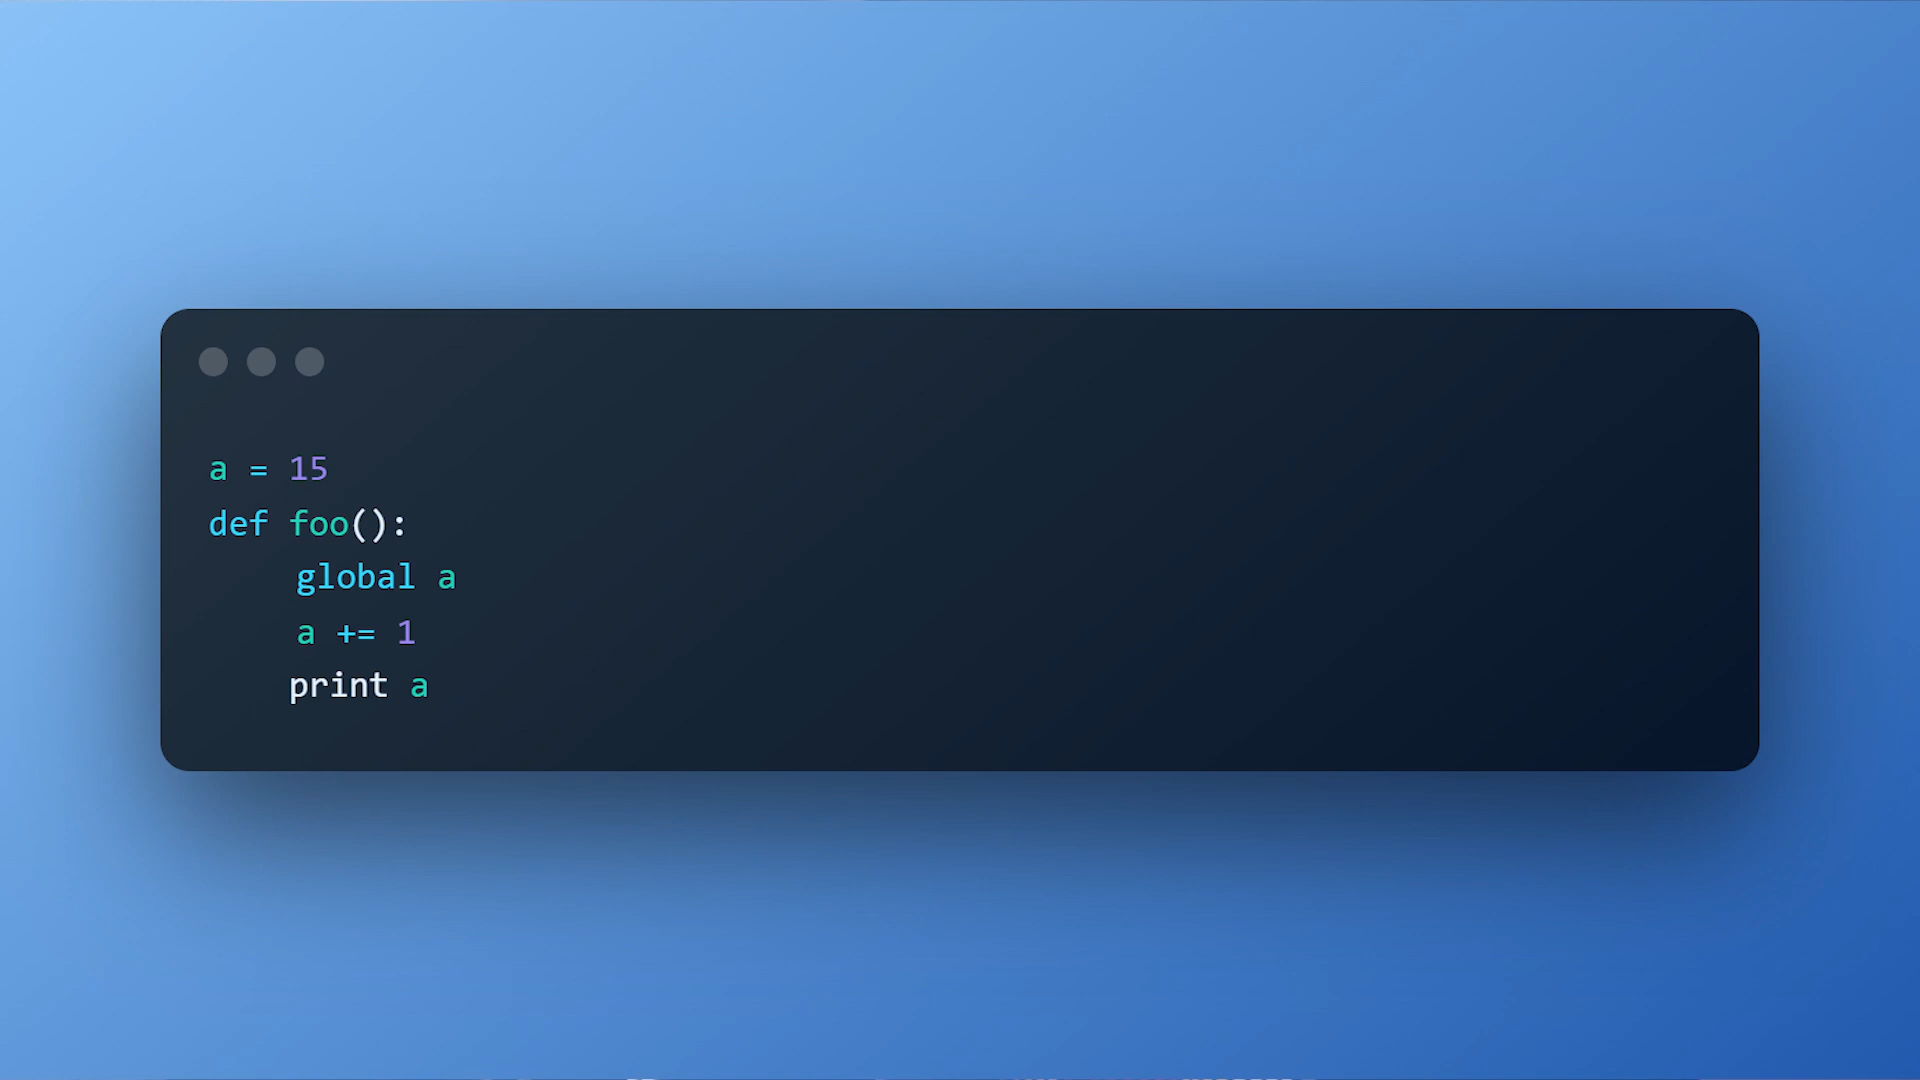 a = 15
def foo():
global a
a += 1
print a